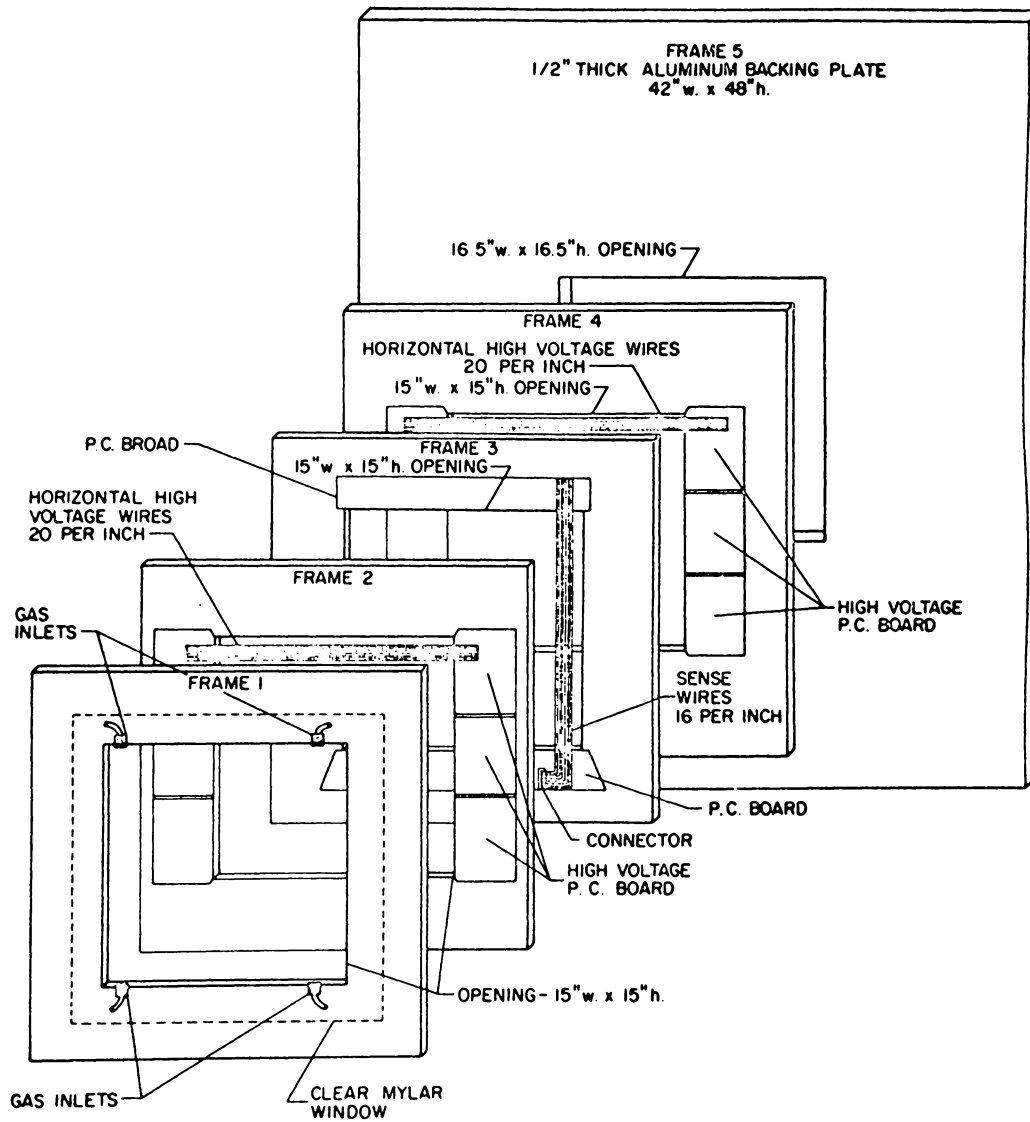 FRAME 5
1/2" THICK ALUMINUM BACKING PLATE
42"w. x 48"h.
16.5"w. x 16.5"h. OPENING
FRAME 4
HORIZONTAL HIGH VOLTAGE WIRES
20 PER INCH
15"w. x 15"h. OPENING
P.C. BROAD
FRAME 3
15"w x 15"h. OPENING
HORIZONTAL HIGH
VOLTAGE WIRES
20 PER INCH
FRAME 2
GAS
INLETS
HIGH VOLTAGE
P.C. BOARD
FRAME 1
SENSE
WIRES
16 PER INCH
P.C. BOARD
CONNECTOR
HIGH VOLTAGE
P.C. BOARD
OPENING - 15"w. x 15"h.
GAS INLETS
CLEAR MYLAR
WINDOW